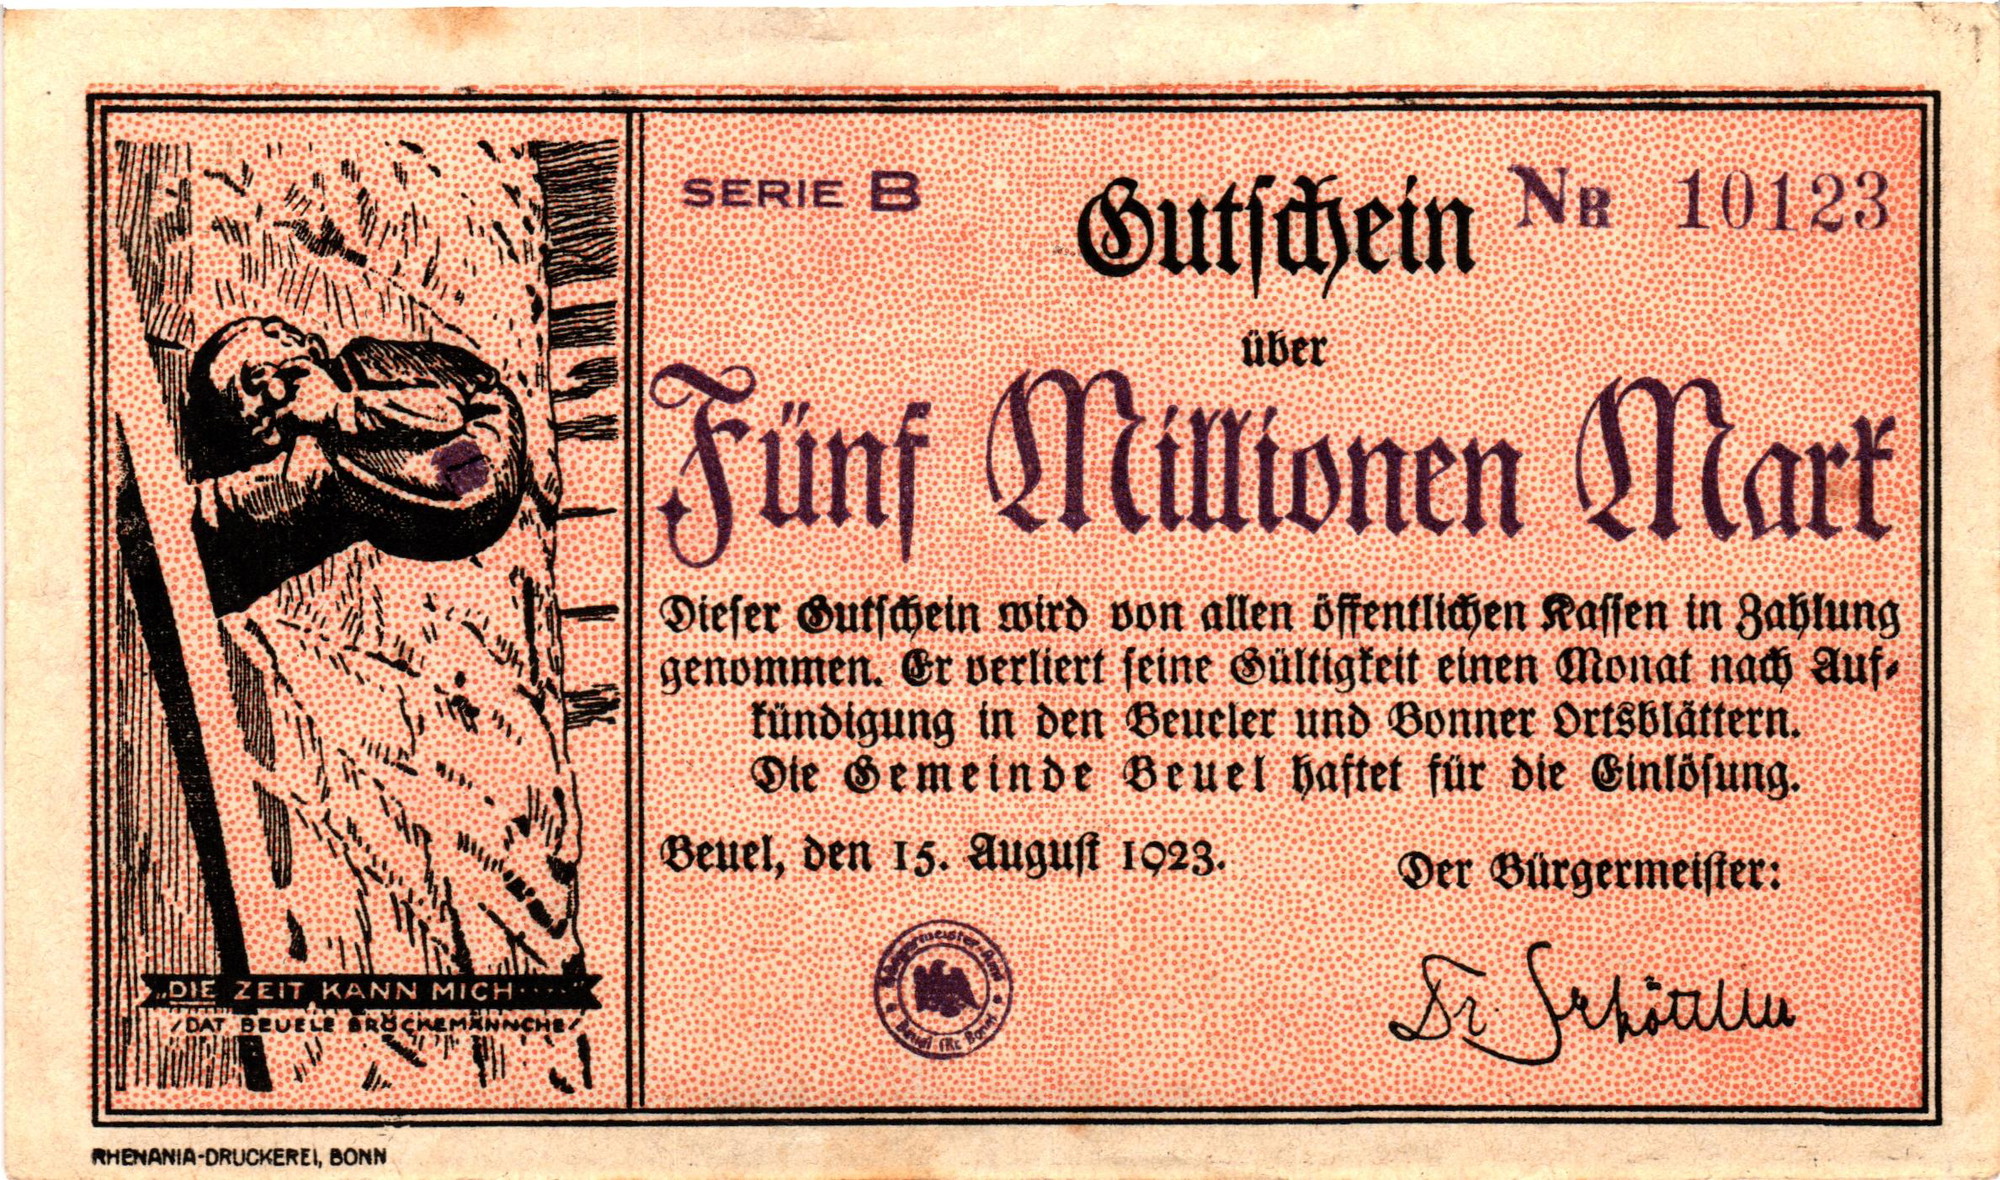 SERIE B
Gutschein
NR 10123
über
Fünf Millionen Mark
Dieser Gutschein wird von allen öffentlichen Kassen in Zahlung
genommen. Er verliert seine Gültigkeit einen Monat nach Auf-
kündigung in den Beueler und Bonner Ortsblättern.
Die Gemeinde Beuel haftet für die Einlösung.
Beuel, den 15. August 1923.
Der Bürgermeister:
Dr.
„DIE ZEIT KANN MICH....."
/DAT BEUELE BRÖCKEMÄNNCHE/
RHENANIA-DRUCKEREI, BONN